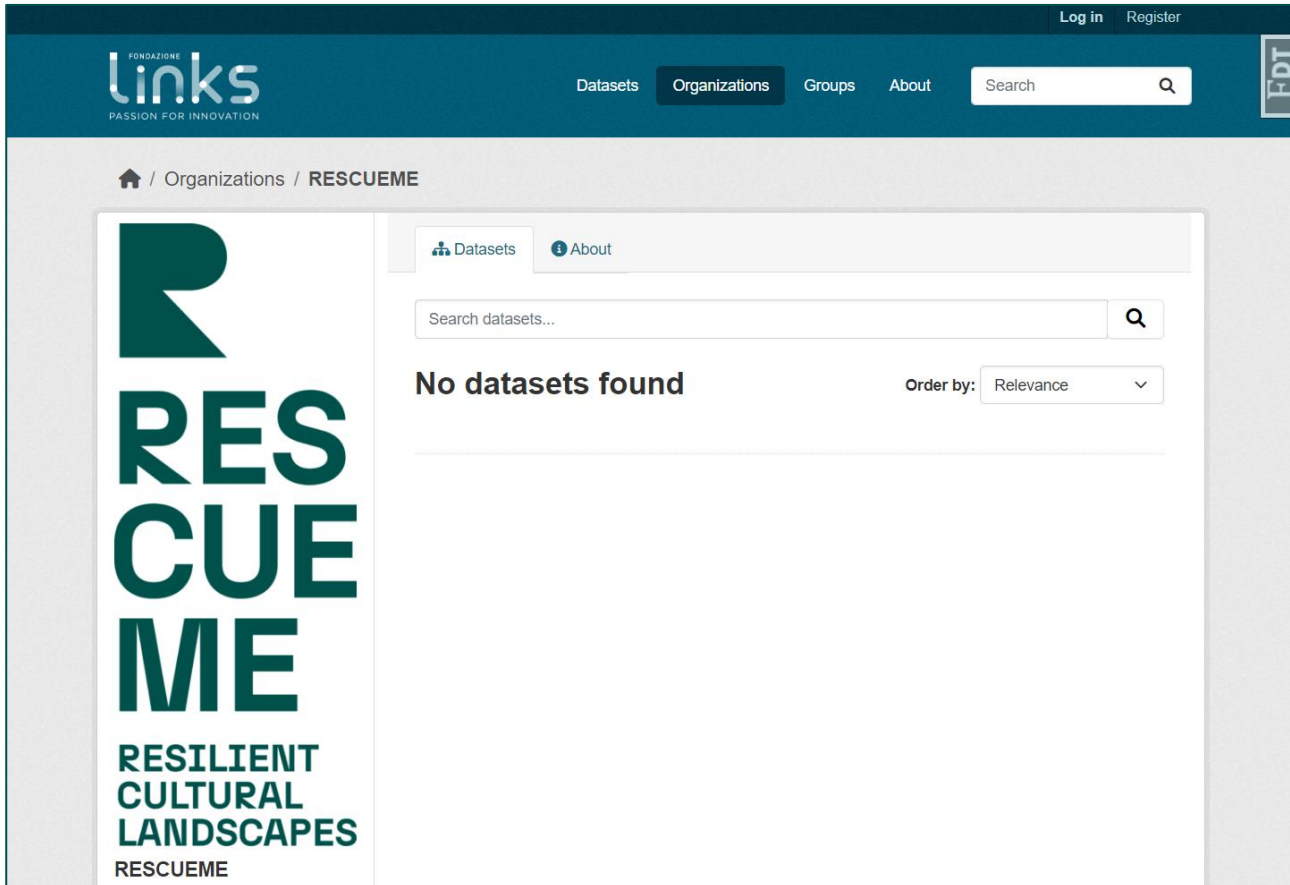 Log in Register
FONDAZIONE
Links
PASSION FOR INNOVATION
Datasets Organizations Groups About Search
FDT
/ Organizations / RESCUEME
Datasets About
Search datasets...
No datasets found
Order by: Relevance
R
RES
CUE
ME
RESILIENT
CULTURAL
LANDSCAPES
RESCUEME